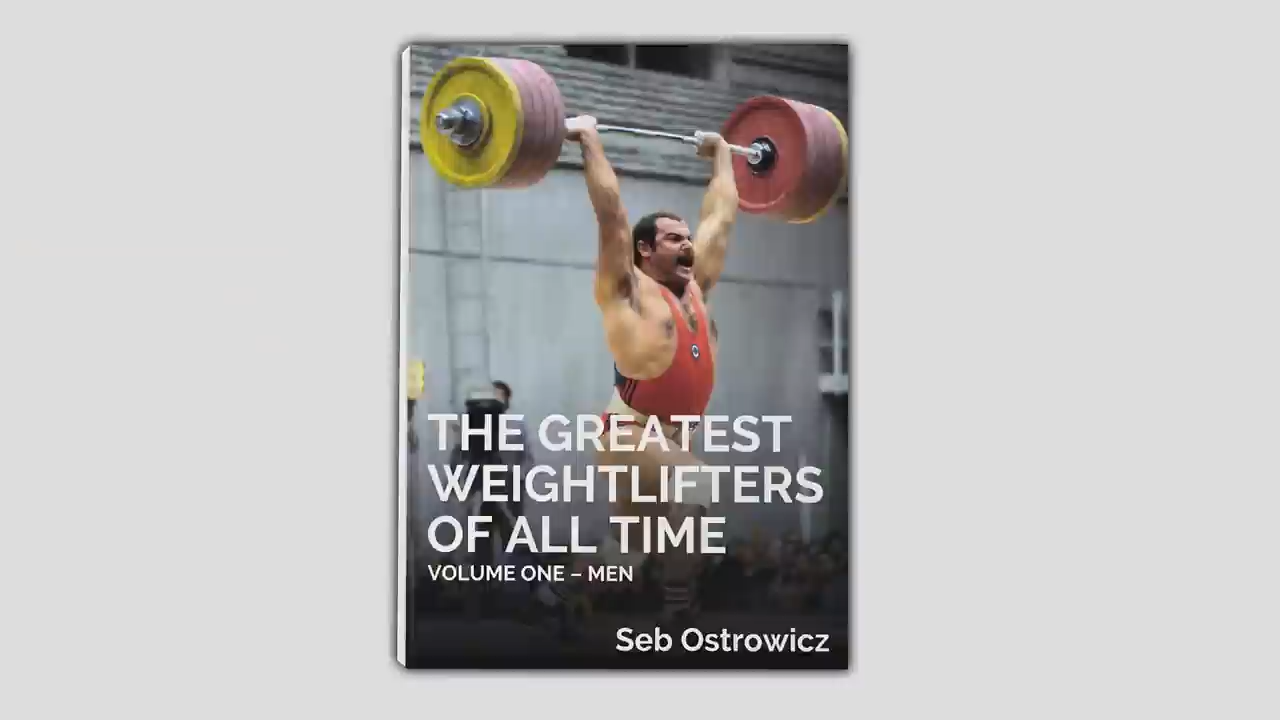 THE GREATEST
WEIGHTLIFTERS
OF ALL TIME
VOLUME ONE – MEN
Seb Ostrowicz